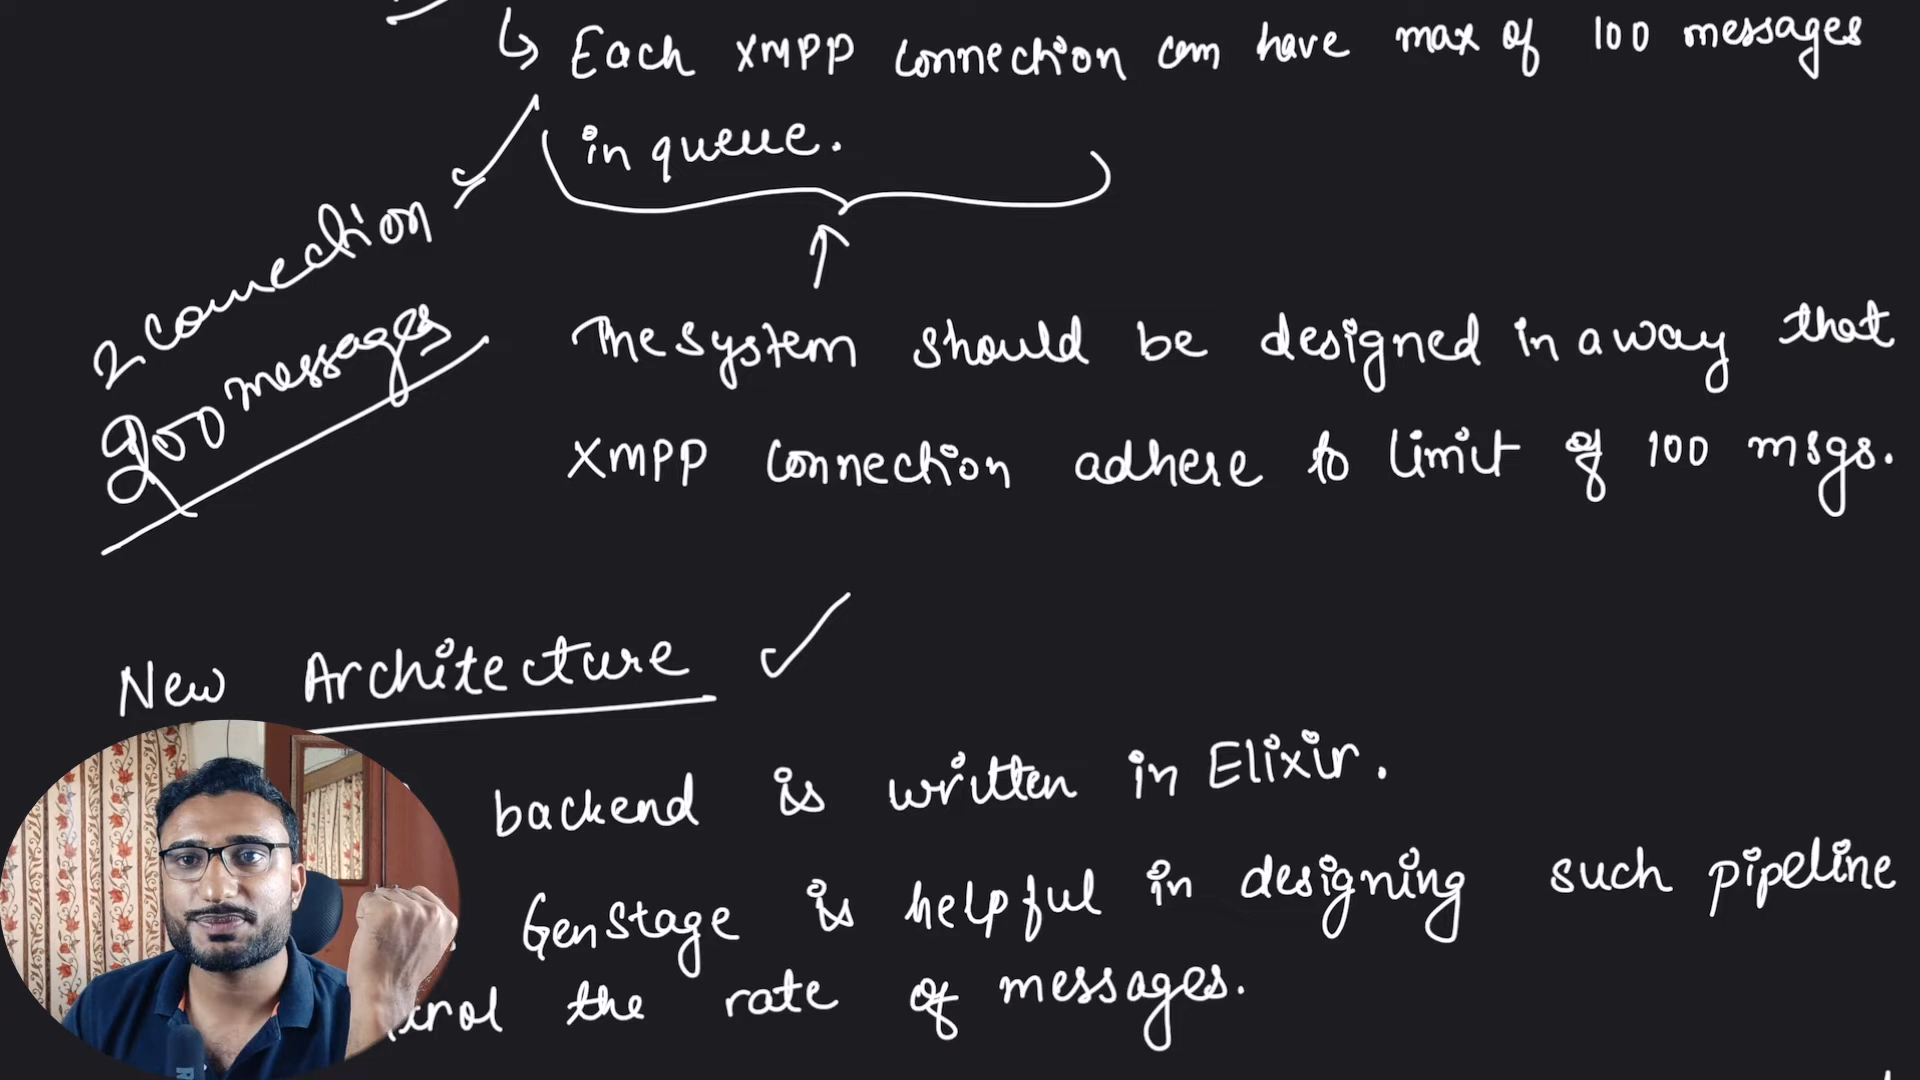 Each XMPP connection can have max of 100 messages
in queue.
2 connection
200 messages
The system should be designed in a way that
XMPP connection adhere to limit of 100 msgs.
New Architecture
backend is written in Elixir.
GenStage is helpful in designing such pipeline
the rate of messages.